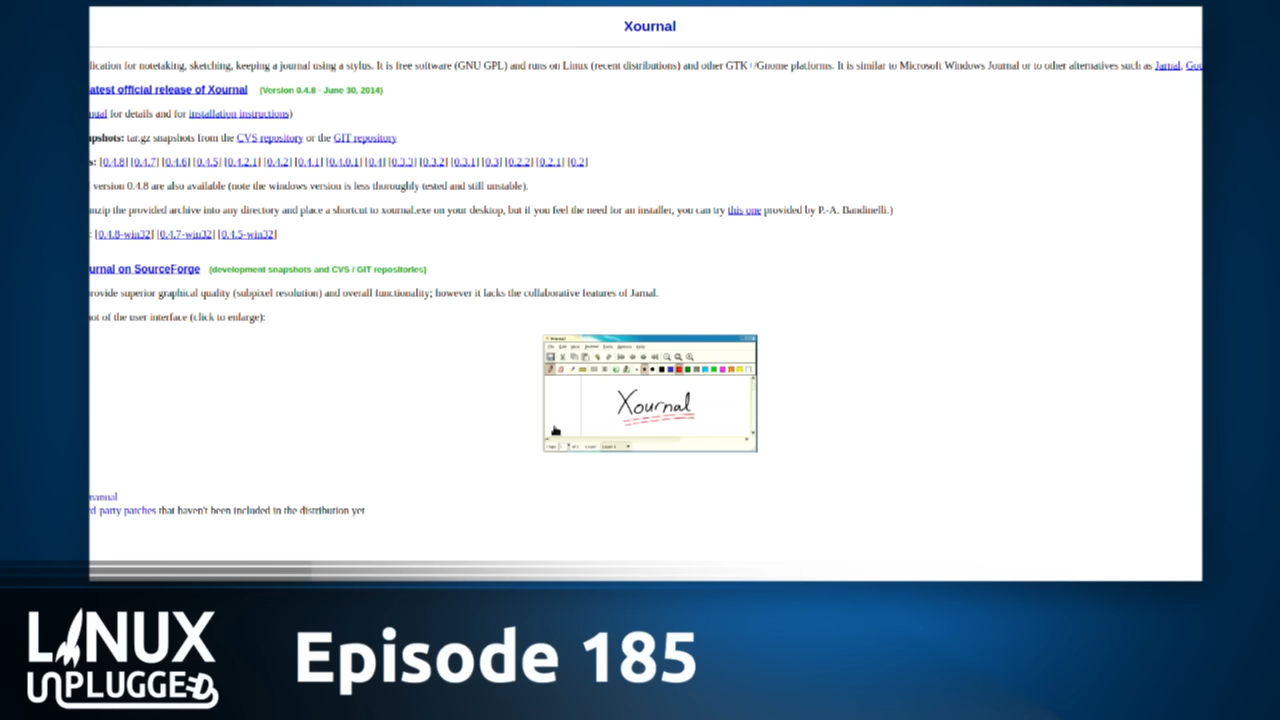 Xournal
lication for notetaking, sketching, keeping a journal using a stylus. It is free software (GNU GPL) and runs on Linux (recent distributions) and other GTK+/Gnome platforms. It is similar to Microsoft Windows Journal or to other alternatives such as Jarnal, Gou
atest official release of Xournal (Version 0.4.8 - June 30, 2014)
nual for details and for installation instructions)
apshots: tar.gz snapshots from the CVS repository or the GIT repository
s: [0.4.8] [0.4.7] [0.4.6] [0.4.5] [0.4.2.1] [0.4.2] [0.4.1] [0.4.0.1] [0.4] [0.3.3] [0.3.2] [0.3.1] [0.3] [0.2.2] [0.2.1] [0.2]
version 0.4.8 are also available (note the windows version is less thoroughly tested and still unstable).
unzip the provided archive into any directory and place a shortcut to xournal.exe on your desktop, but if you feel the need for an installer, you can try this one provided by P.-A. Bandinelli.)
: [0.4.8-win32] [0.4.7-win32] [0.4.5-win32]
urnal on SourceForge (development snapshots and CVS / GIT repositories)
provide superior graphical quality (subpixel resolution) and overall functionality; however it lacks the collaborative features of Jarnal.
hot of the user interface (click to enlarge):
Xournal
manual
rd party patches that haven't been included in the distribution yet
LINUX
UNPLUGGED
Episode 185